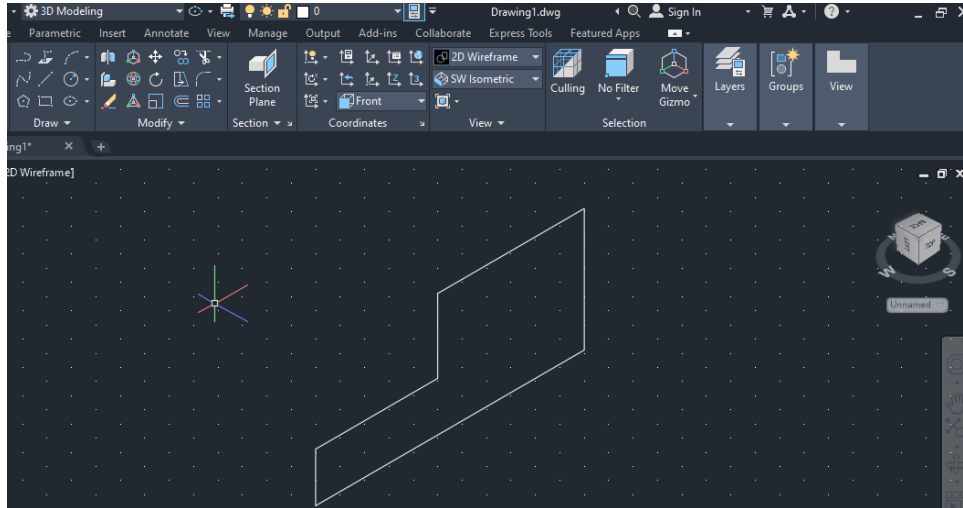 3D Modeling 0 Drawing1.dwg Sign In
Parametric Insert Annotate View Manage Output Add-ins Collaborate Express Tools Featured Apps
2D Wireframe
SW Isometric
Front
Section Plane
Culling No Filter Move Gizmo Layers Groups View
Draw Modify Section Coordinates View Selection
ing1*
2D Wireframe]
W S
Unnamed